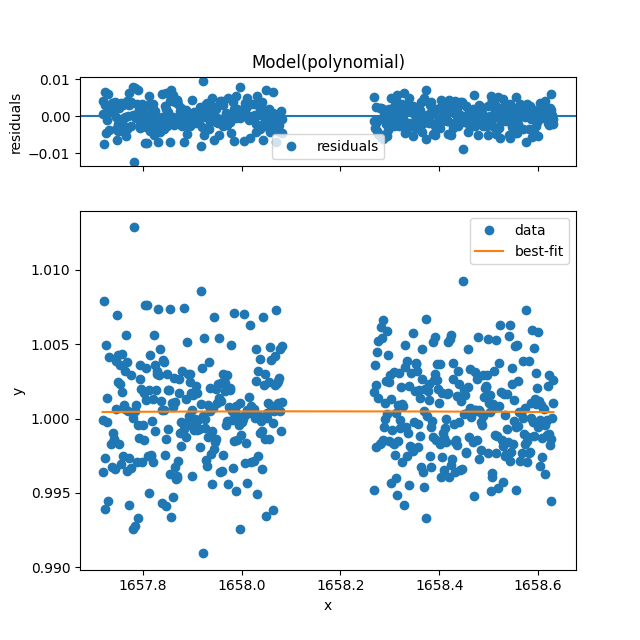 Model(polynomial)
0.01
0.00
−0.01
residuals
residuals
data
best-fit
1.010
1.005
1.000
0.995
0.990
y
1657.8 1658.0 1658.2 1658.4 1658.6
x